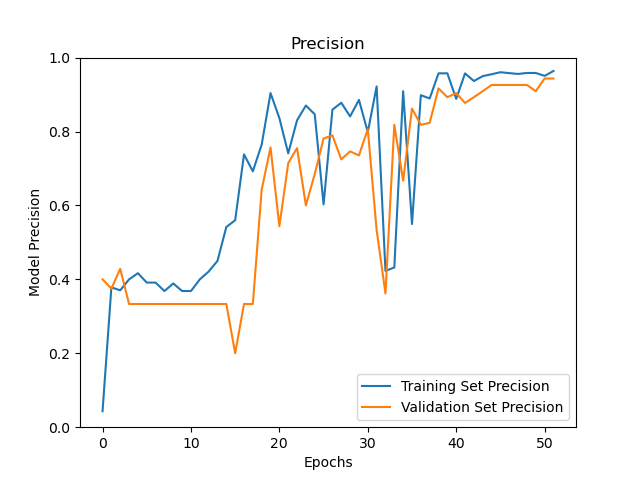 Precision
1.0
0.8
0.6
0.4
0.2
0.0
Model Precision
0 10 20 30 40 50
Epochs
Training Set Precision
Validation Set Precision